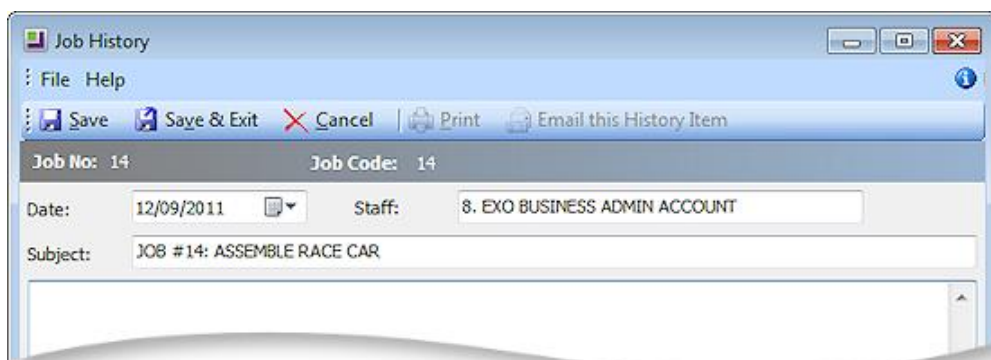 Job History
File Help
Save Save & Exit Cancel Print Email this History Item
Job No: 14 Job Code: 14
Date: 12/09/2011 Staff: 8. EXO BUSINESS ADMIN ACCOUNT
Subject: JOB #14: ASSEMBLE RACE CAR